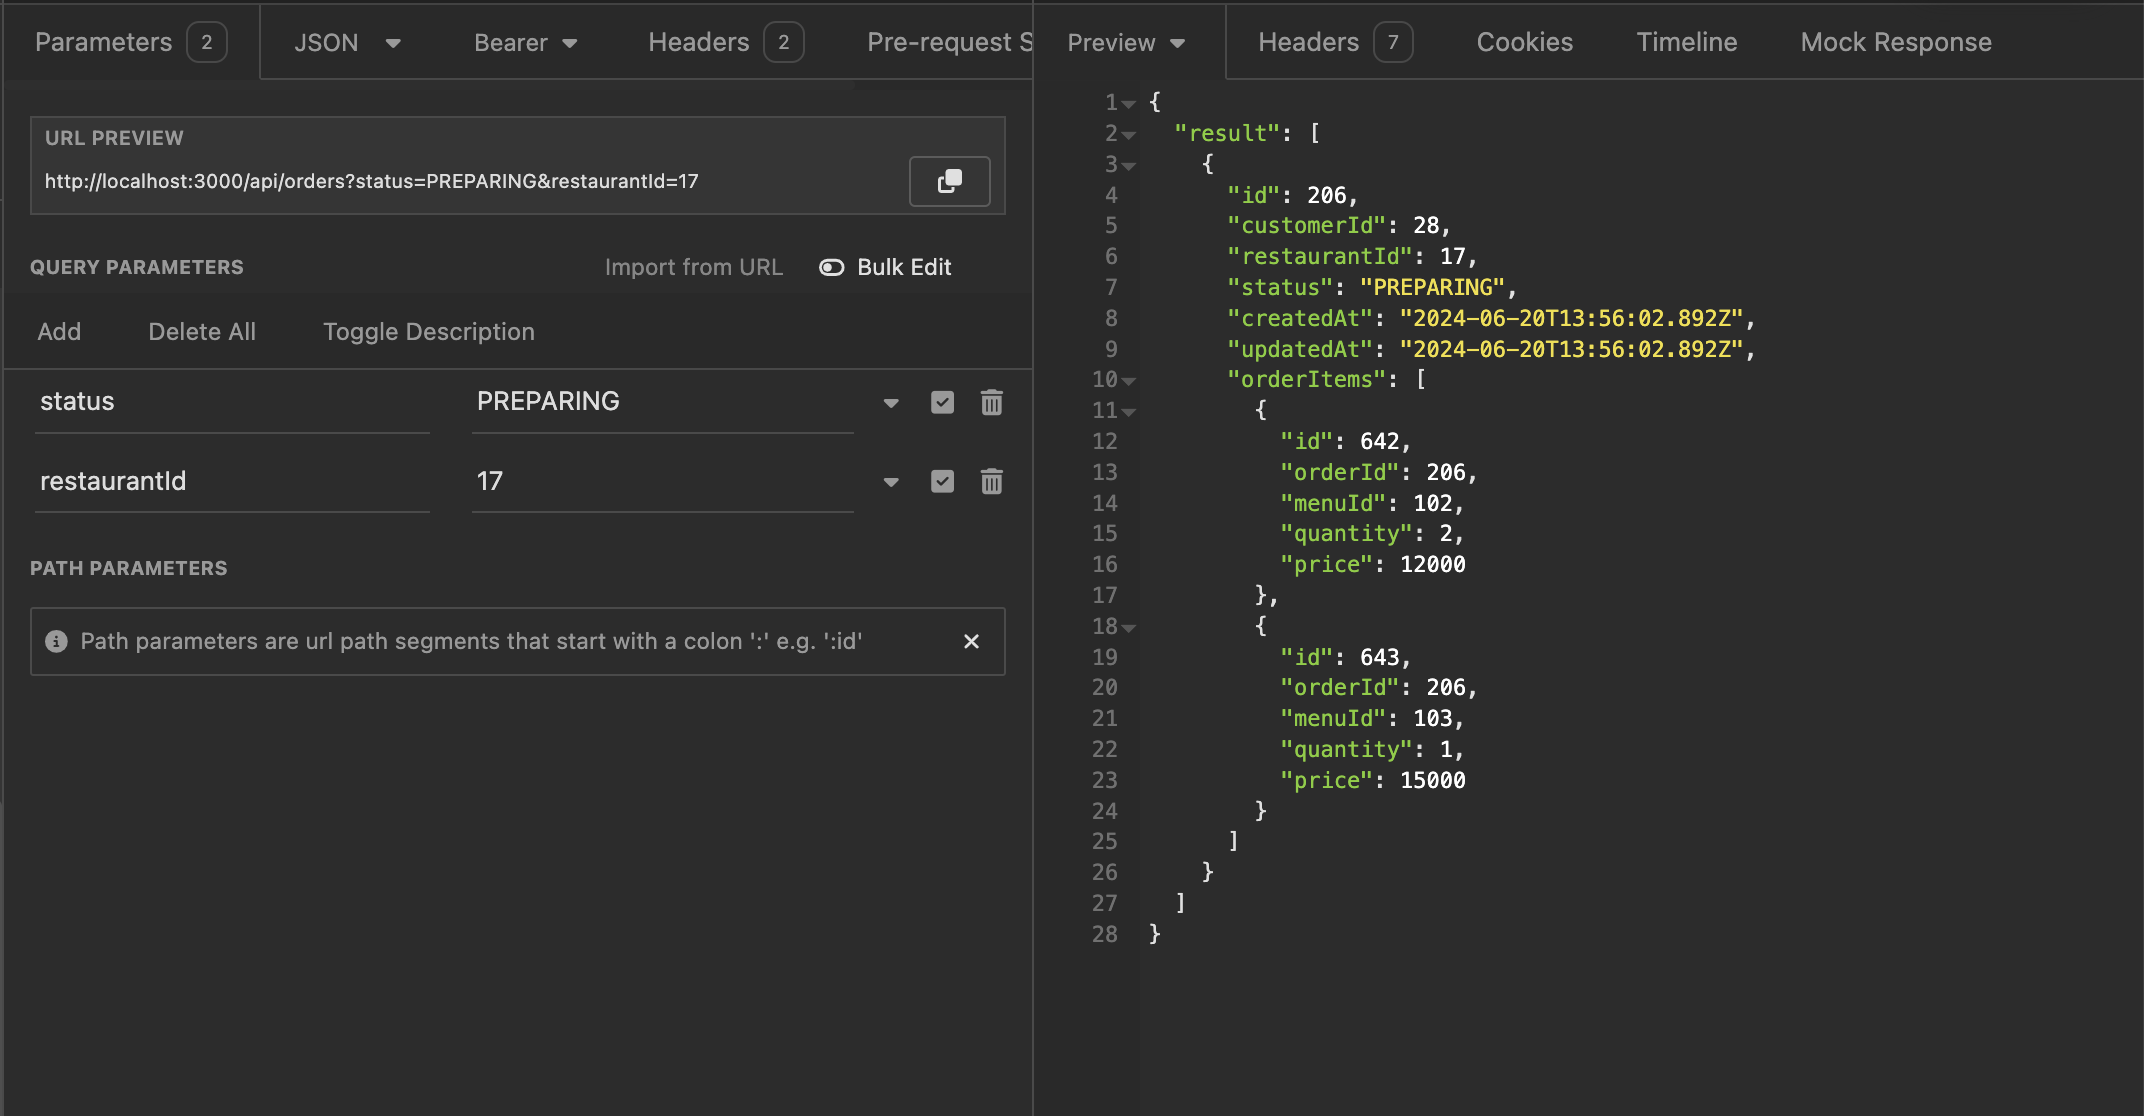 Parameters 2 JSON Bearer Headers 2 Pre-request S
URL PREVIEW
http://localhost:3000/api/orders?status=PREPARING&restaurantId=17
QUERY PARAMETERS Import from URL Bulk Edit
Add Delete All Toggle Description
status PREPARING
restaurantId 17
PATH PARAMETERS
Path parameters are url path segments that start with a colon ':' e.g. ':id'
Preview Headers 7 Cookies Timeline Mock Response
1 {
2 "result": [
3 {
4 "id": 206,
5 "customerId": 28,
6 "restaurantId": 17,
7 "status": "PREPARING",
8 "createdAt": "2024-06-20T13:56:02.892Z",
9 "updatedAt": "2024-06-20T13:56:02.892Z",
10 "orderItems": [
11 {
12 "id": 642,
13 "orderId": 206,
14 "menuId": 102,
15 "quantity": 2,
16 "price": 12000
17 },
18 {
19 "id": 643,
20 "orderId": 206,
21 "menuId": 103,
22 "quantity": 1,
23 "price": 15000
24 }
25 ]
26 }
27 ]
28 }